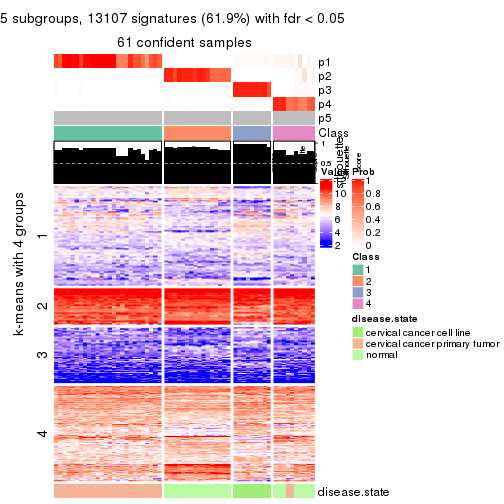 5 subgroups, 13107 signatures (61.9%) with fdr < 0.05
61 confident samples
p1
p2
p3
p4
p5
Class
1
0.5
0
silhouette
score
Value
12
10
8
6
4
2
Prob
1
0.8
0.6
0.4
0.2
0
Class
1
2
3
4
disease.state
cervical cancer cell line
cervical cancer primary tumor
normal
k-means with 4 groups
1
2
3
4
disease.state